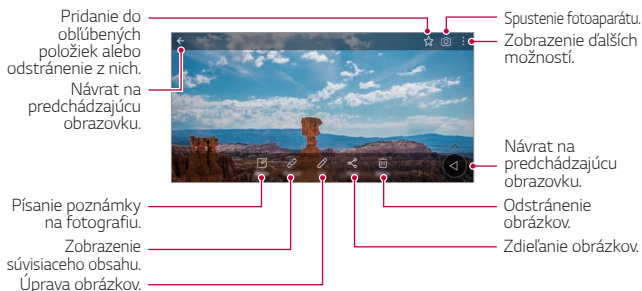 Pridanie do
obľúbených
položiek alebo
odstránenie z nich.
Návrat na
predchádzajúcu
obrazovku.
Písanie poznámky
na fotografiu.
Zobrazenie
súvisiaceho obsahu.
Úprava obrázkov.
Spustenie fotoaparátu.
Zobrazenie ďalších
možností.
Návrat na
predchádzajúcu
obrazovku.
Odstránenie
obrázkov.
Zdieľanie obrázkov.